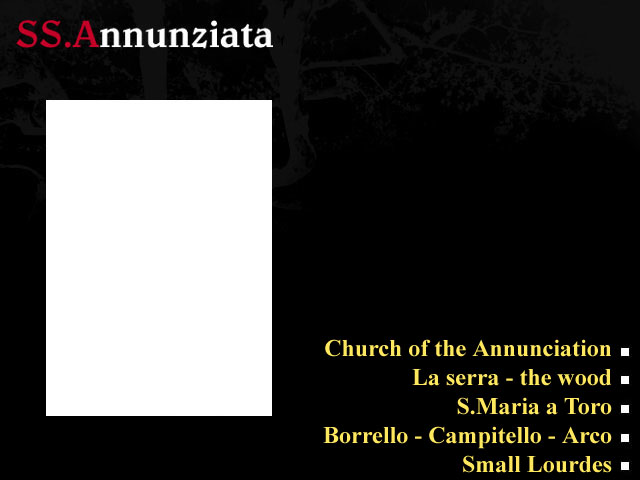 SS.Annunziata
Church of the Annunciation
La serra - the wood
S.Maria a Toro
Borrello - Campitello - Arco
Small Lourdes